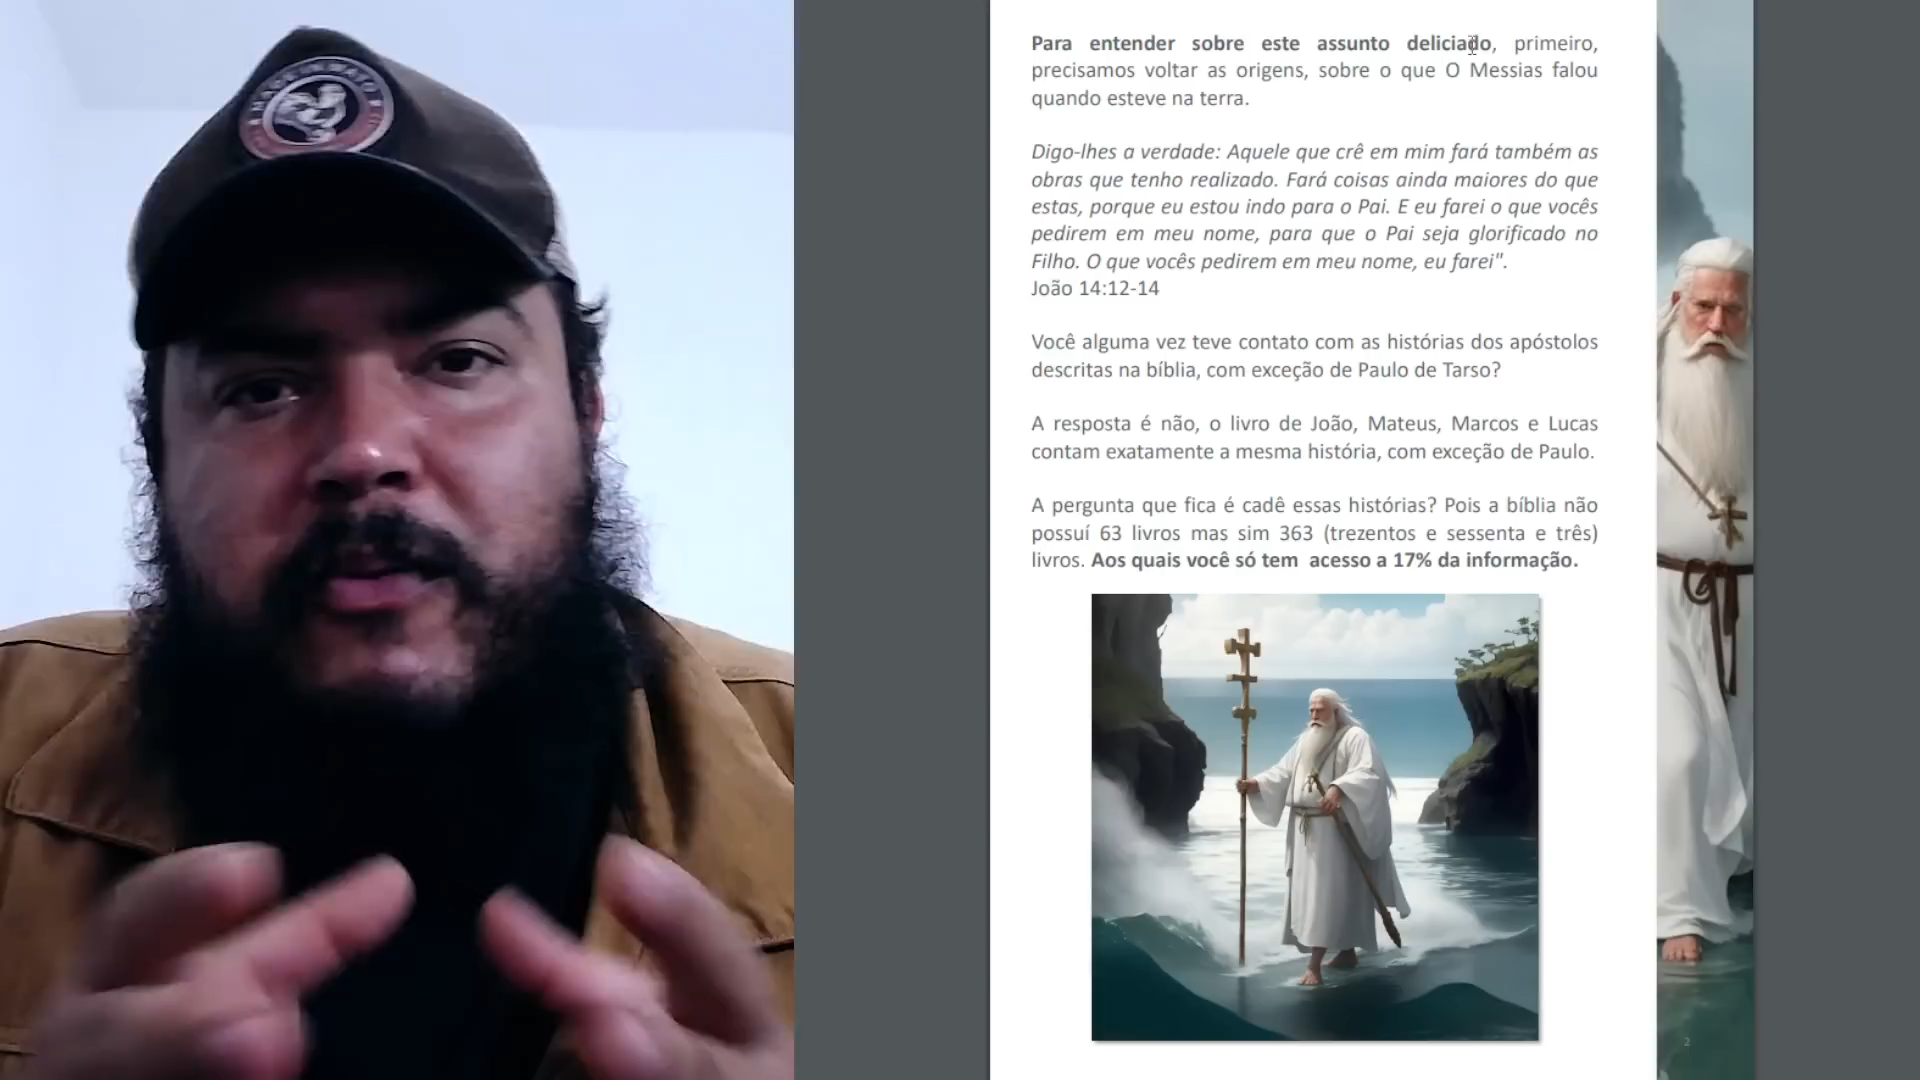 Para entender sobre este assunto deliciado, primeiro,
precisamos voltar as origens, sobre o que O Messias falou
quando esteve na terra.
Digo-lhes a verdade: Aquele que crê em mim fará também as
obras que tenho realizado. Fará coisas ainda maiores do que
estas, porque eu estou indo para o Pai. E eu farei o que vocês
pedirem em meu nome, para que o Pai seja glorificado no
Filho. O que vocês pedirem em meu nome, eu farei".
João 14:12-14
Você alguma vez teve contato com as histórias dos apóstolos
descritas na bíblia, com exceção de Paulo de Tarso?
A resposta é não, o livro de João, Mateus, Marcos e Lucas
contam exatamente a mesma história, com exceção de Paulo.
A pergunta que fica é cadê essas histórias? Pois a bíblia não
possuí 63 livros mas sim 363 (trezentos e sessenta e três)
livros. Aos quais você só tem acesso a 17% da informação.
2